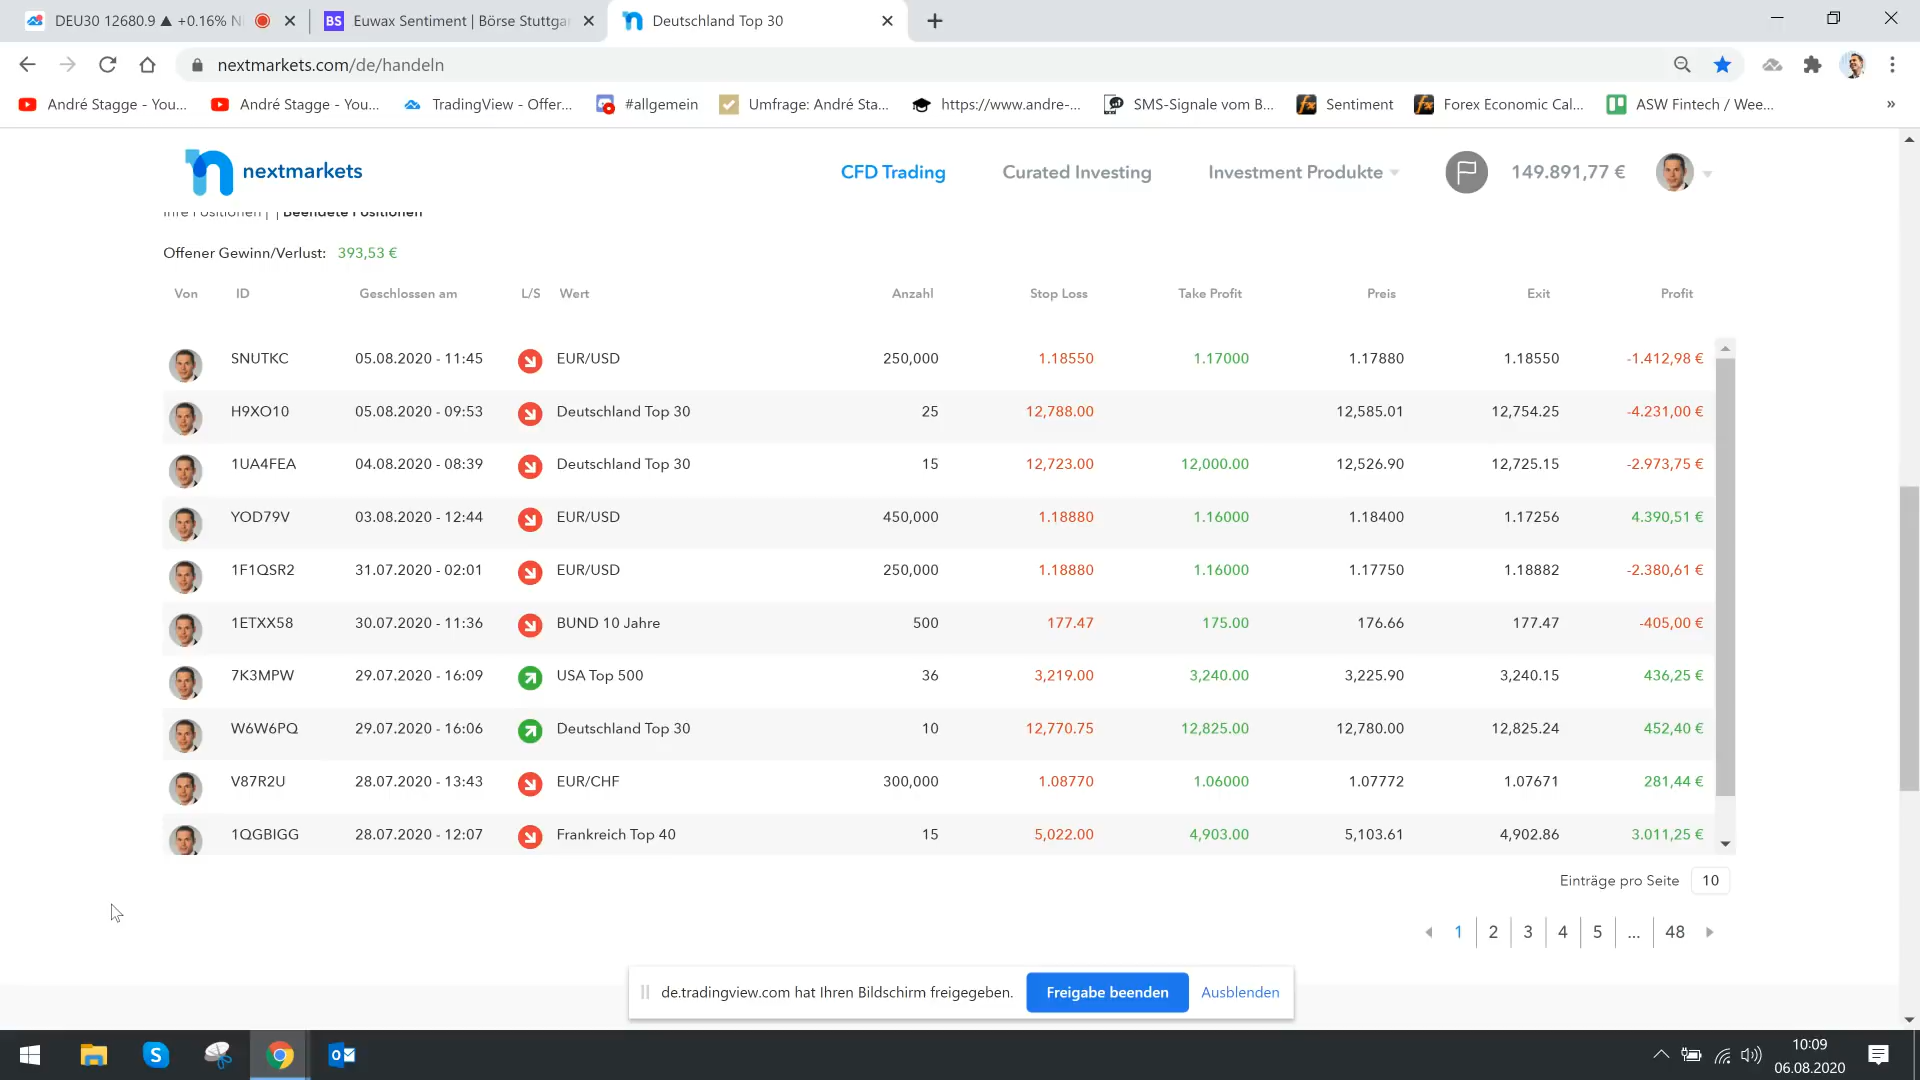 DEU30 12680.9 ▲ +0.16%
Euwax Sentiment | Börse Stuttgar
Deutschland Top 30
nextmarkets.com/de/handeln
André Stagge - You...
André Stagge - You...
TradingView - Offer...
#allgemein
Umfrage: André Sta...
https://www.andre-...
SMS-Signale vom B...
Sentiment
Forex Economic Cal...
ASW Fintech / Wee...
»
nextmarkets
CFD Trading
Curated Investing
Investment Produkte
149.891,77 €
Ihre Positionen | | Beendete Positionen
Offener Gewinn/Verlust: 393,53 €
Von ID Geschlossen am L/S Wert Anzahl Stop Loss Take Profit Preis Exit Profit
SNUTKC 05.08.2020 - 11:45 EUR/USD 250,000 1.18550 1.17000 1.17880 1.18550 -1.412,98 €
H9XO10 05.08.2020 - 09:53 Deutschland Top 30 25 12,788.00 12,585.01 12,754.25 -4.231,00 €
1UA4FEA 04.08.2020 - 08:39 Deutschland Top 30 15 12,723.00 12,000.00 12,526.90 12,725.15 -2.973,75 €
YOD79V 03.08.2020 - 12:44 EUR/USD 450,000 1.18880 1.16000 1.18400 1.17256 4.390,51 €
1F1QSR2 31.07.2020 - 02:01 EUR/USD 250,000 1.18880 1.16000 1.17750 1.18882 -2.380,61 €
1ETXX58 30.07.2020 - 11:36 BUND 10 Jahre 500 177.47 175.00 176.66 177.47 -405,00 €
7K3MPW 29.07.2020 - 16:09 USA Top 500 36 3,219.00 3,240.00 3,225.90 3,240.15 436,25 €
W6W6PQ 29.07.2020 - 16:06 Deutschland Top 30 10 12,770.75 12,825.00 12,780.00 12,825.24 452,40 €
V87R2U 28.07.2020 - 13:43 EUR/CHF 300,000 1.08770 1.06000 1.07772 1.07671 281,44 €
1QGBIGG 28.07.2020 - 12:07 Frankreich Top 40 15 5,022.00 4,903.00 5,103.61 4,902.86 3.011,25 €
Einträge pro Seite 10
1 2 3 4 5 ... 48
de.tradingview.com hat Ihren Bildschirm freigegeben.
Freigabe beenden
Ausblenden
10:09
06.08.2020